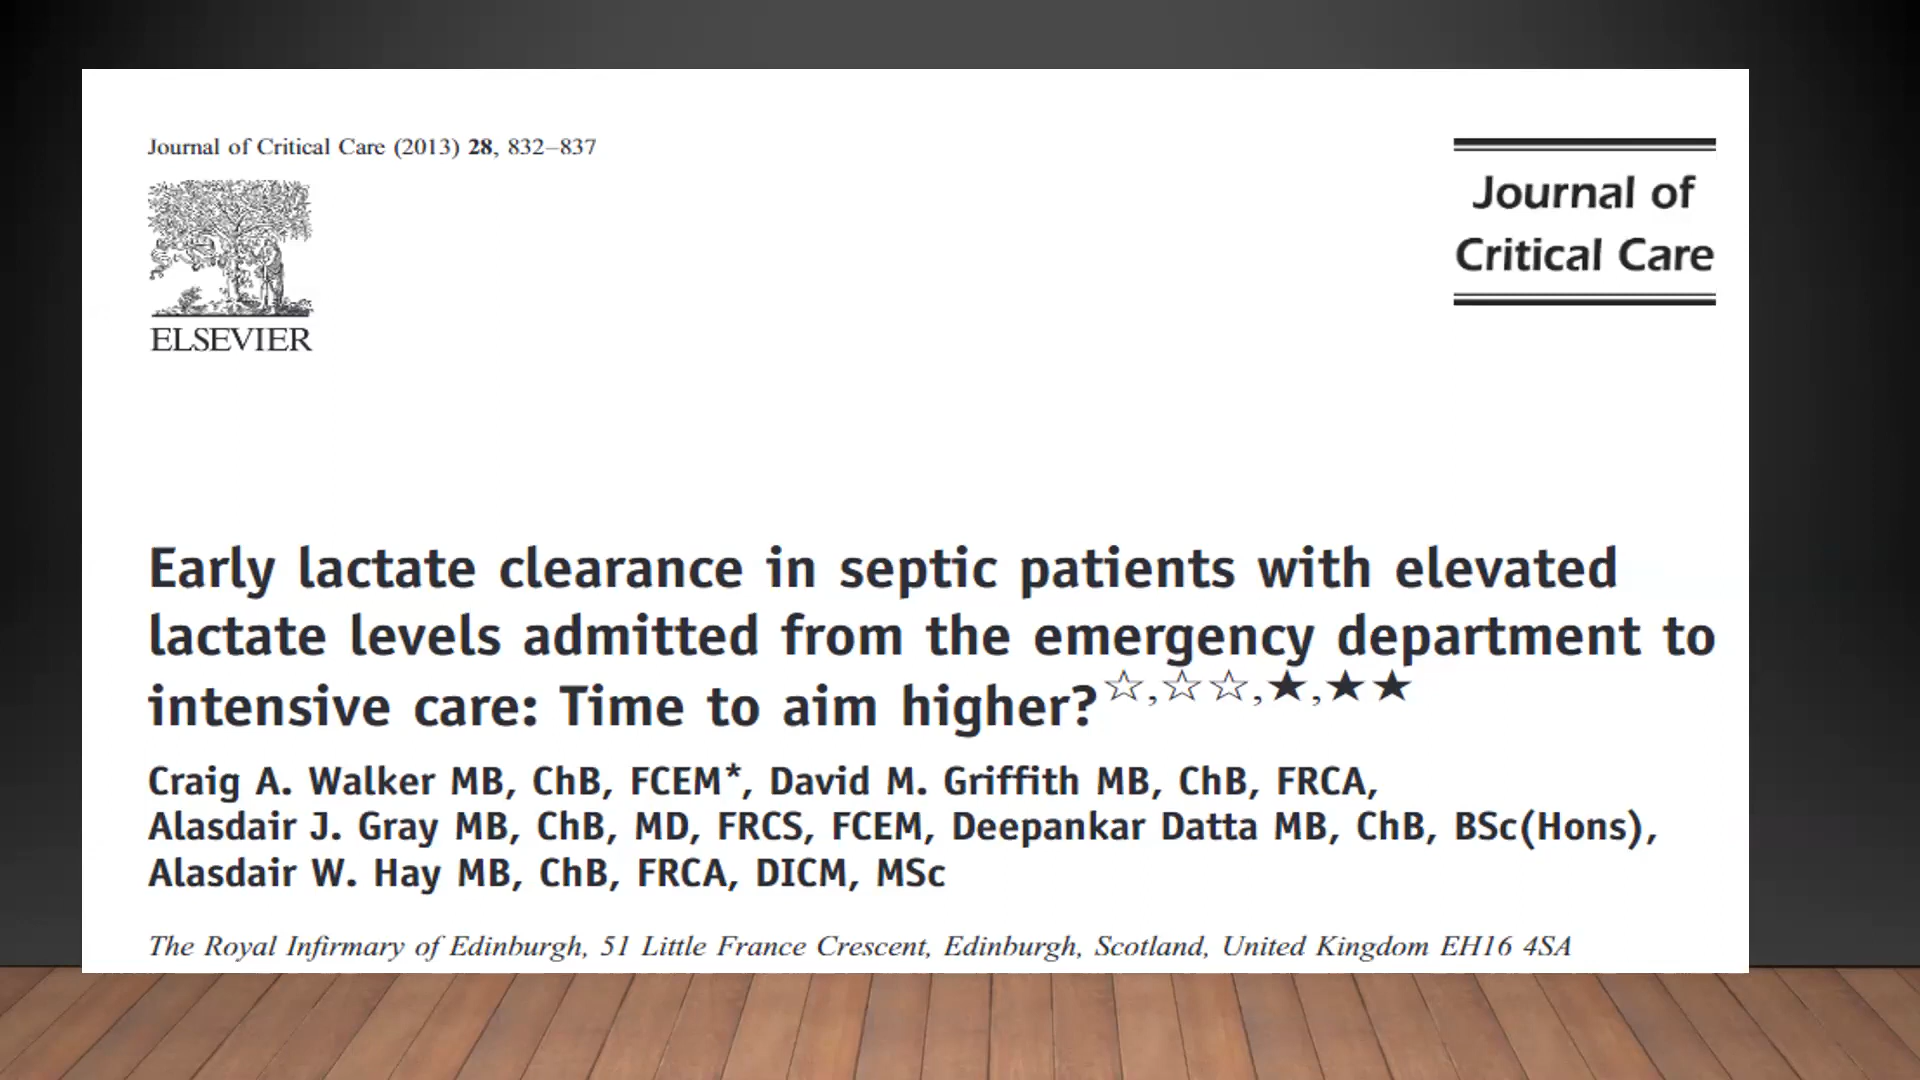 Journal of Critical Care (2013) 28, 832–837
Journal of
Critical Care
ELSEVIER
Early lactate clearance in septic patients with elevated
lactate levels admitted from the emergency department to
intensive care: Time to aim higher?☆,☆☆,★,★★
Craig A. Walker MB, ChB, FCEM*, David M. Griffith MB, ChB, FRCA,
Alasdair J. Gray MB, ChB, MD, FRCS, FCEM, Deepankar Datta MB, ChB, BSc(Hons),
Alasdair W. Hay MB, ChB, FRCA, DICM, MSc
The Royal Infirmary of Edinburgh, 51 Little France Crescent, Edinburgh, Scotland, United Kingdom EH16 4SA